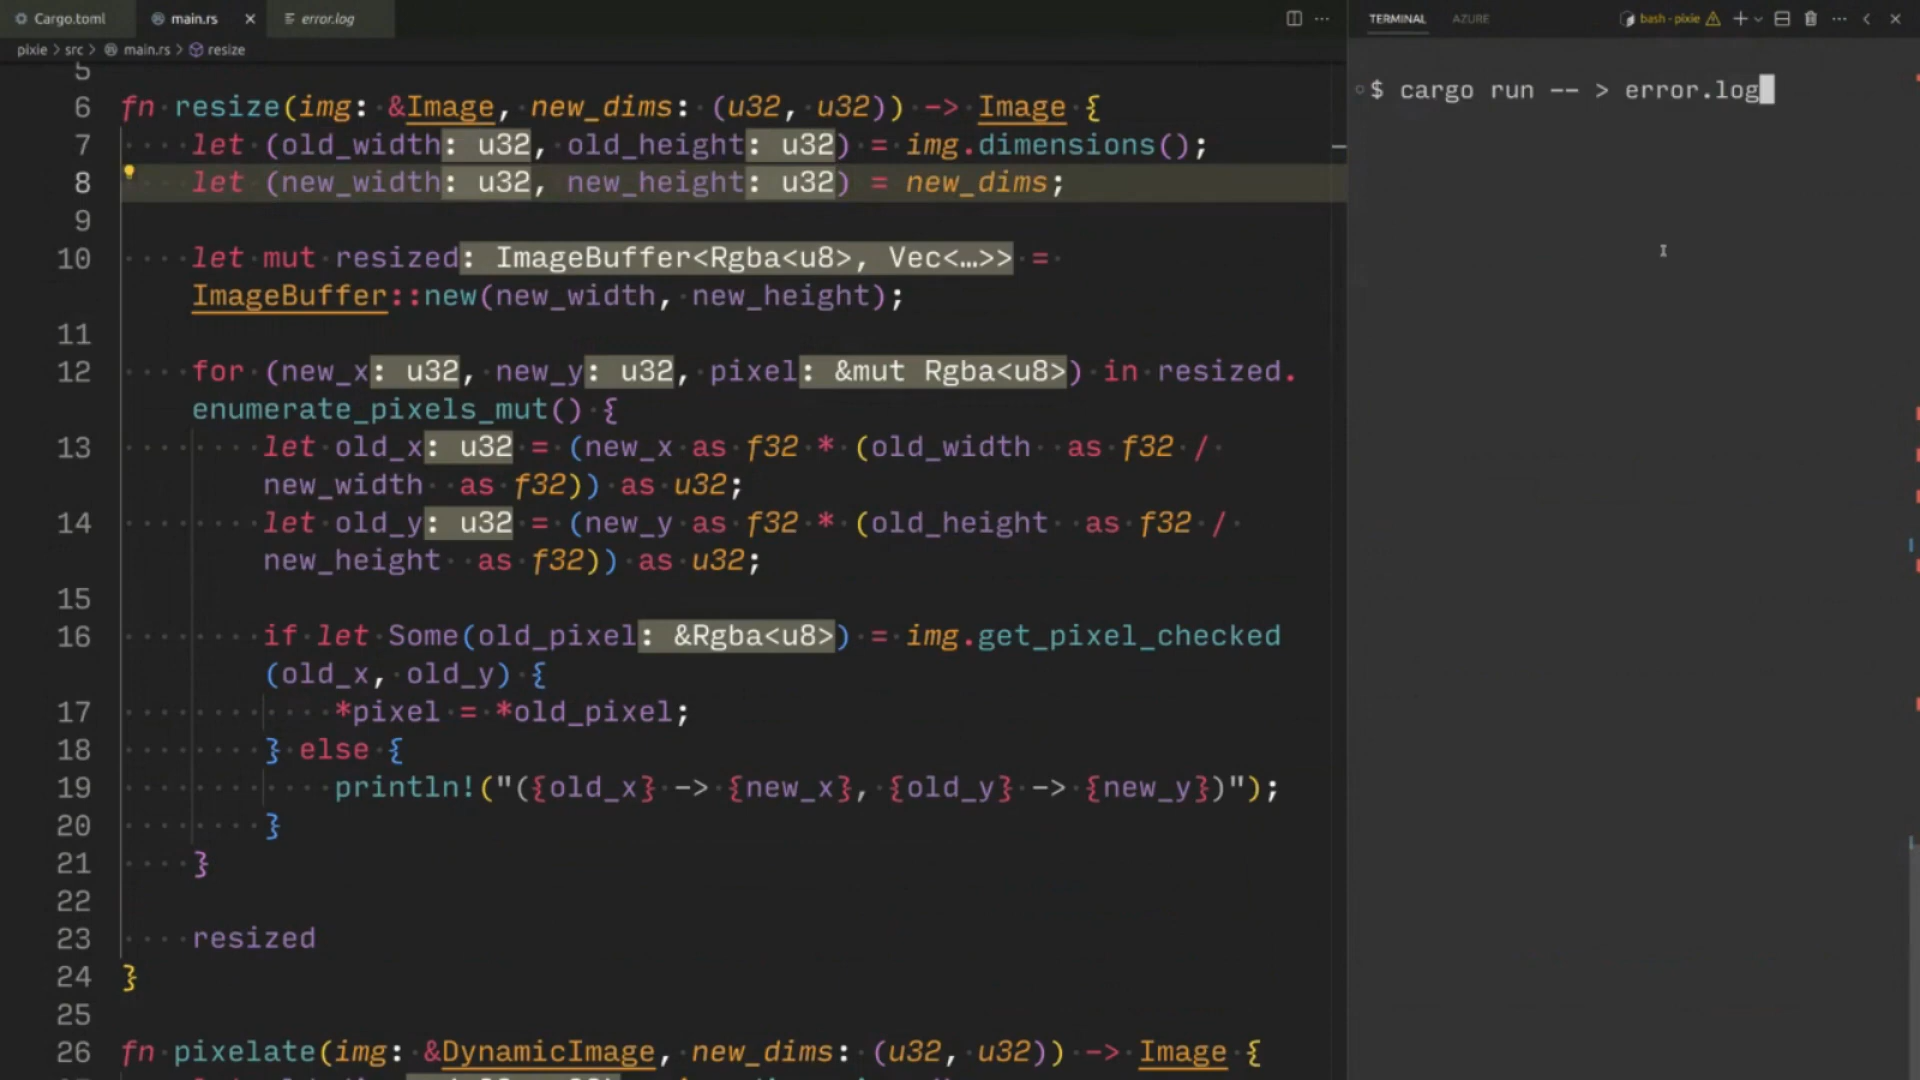 Cargo.toml
main.rs
error.log
TERMINAL
AZURE
bash - pixie
pixie > src > main.rs > resize
$ cargo run -- > error.log
5
6 fn resize(img: &Image, new_dims: (u32, u32)) -> Image {
7 let (old_width: u32, old_height: u32) = img.dimensions();
8 let (new_width: u32, new_height: u32) = new_dims;
9
10 let mut resized: ImageBuffer<Rgba<u8>, Vec<…>> =
ImageBuffer::new(new_width, new_height);
11
12 for (new_x: u32, new_y: u32, pixel: &mut Rgba<u8>) in resized.
enumerate_pixels_mut() {
13 let old_x: u32 = (new_x as f32 * (old_width as f32 /
new_width as f32)) as u32;
14 let old_y: u32 = (new_y as f32 * (old_height as f32 /
new_height as f32)) as u32;
15
16 if let Some(old_pixel: &Rgba<u8>) = img.get_pixel_checked
(old_x, old_y) {
17 *pixel = *old_pixel;
18 } else {
19 println!("({old_x} -> {new_x}, {old_y} -> {new_y})");
20 }
21 }
22
23 resized
24 }
25
26 fn pixelate(img: &DynamicImage, new_dims: (u32, u32)) -> Image {